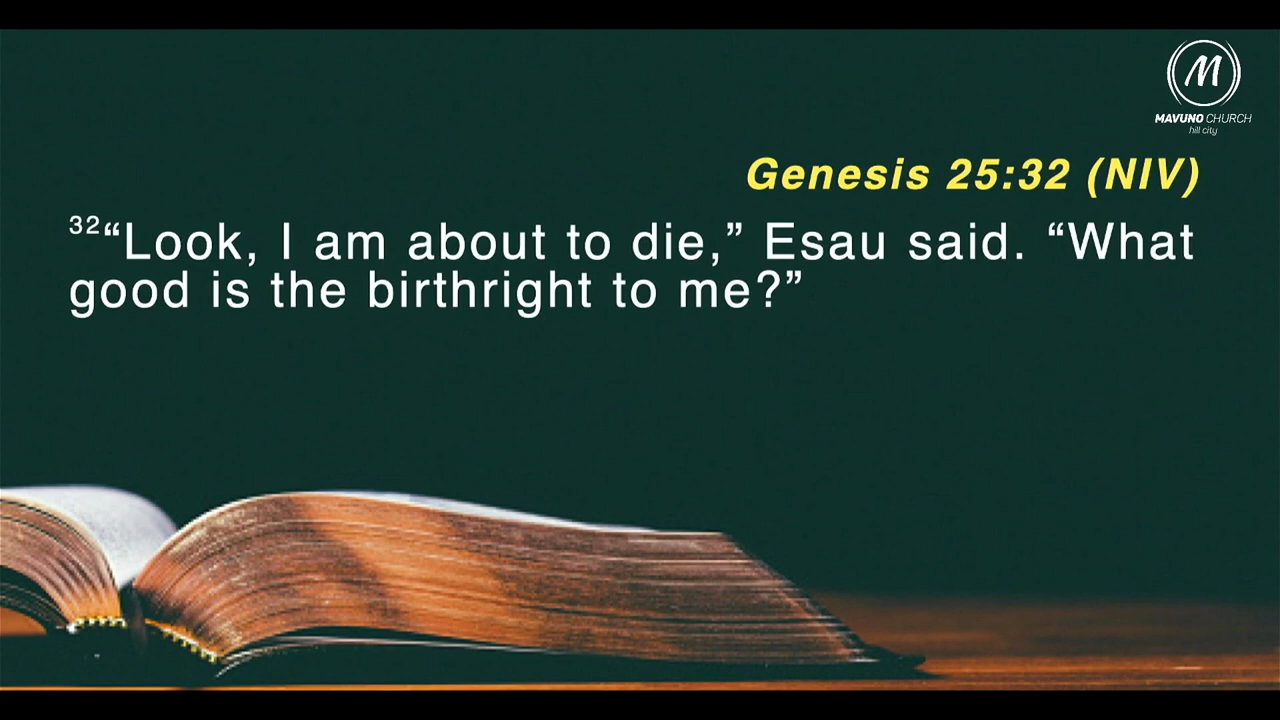 M
MAVUNO CHURCH
hill city
Genesis 25:32 (NIV)
32“Look, I am about to die,” Esau said. “What
good is the birthright to me?”